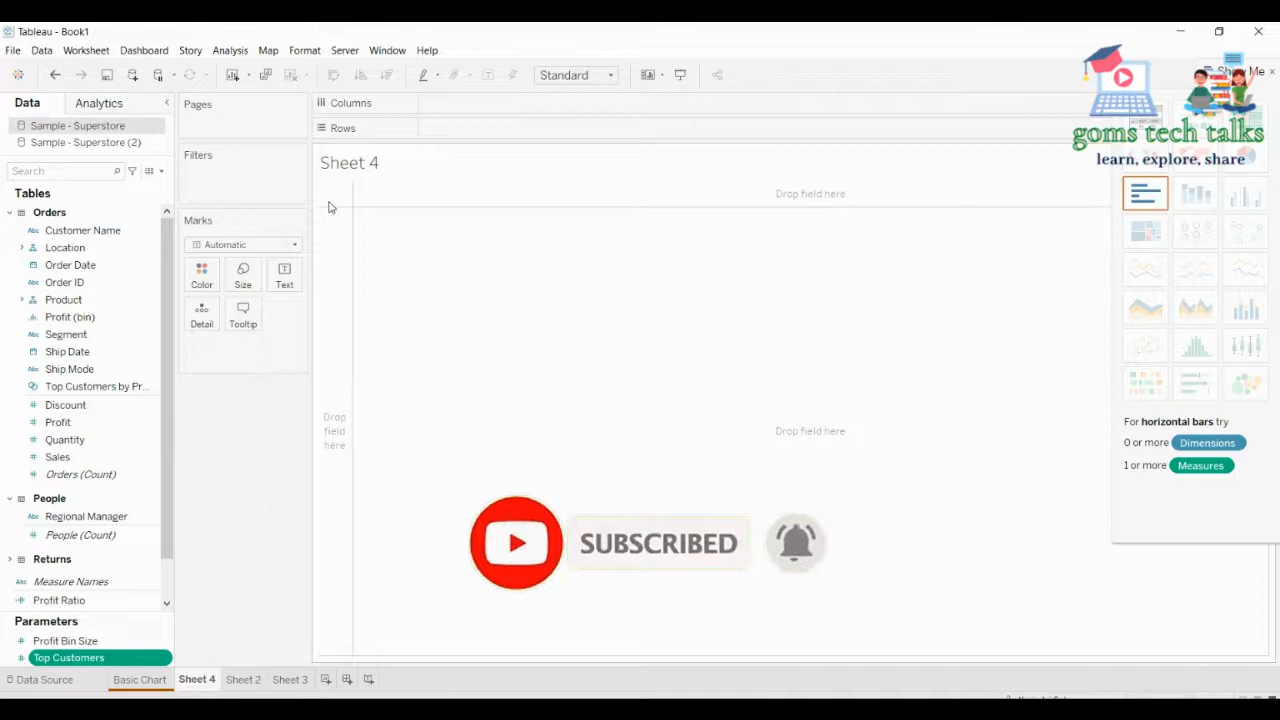 Tableau - Book1
File Data Worksheet Dashboard Story Analysis Map Format Server Window Help
Standard
Me
Data Analytics
Pages
Columns
Sample - Superstore
Sample - Superstore (2)
Rows
goms tech talks
learn, explore, share
Search
Filters
Sheet 4
Tables
Drop field here
Orders
Marks
Customer Name
Automatic
Location
Order Date
Order ID
Color Size Text
Product
Profit (bin)
Detail Tooltip
Segment
Ship Date
Ship Mode
Top Customers by Pr...
Discount
Profit
Quantity
Sales
Orders (Count)
People
Regional Manager
People (Count)
Returns
Measure Names
Profit Ratio
Parameters
Profit Bin Size
Top Customers
Drop
field
here
Drop field here
For horizontal bars try
0 or more Dimensions
1 or more Measures
SUBSCRIBED
Data Source Basic Chart Sheet 4 Sheet 2 Sheet 3